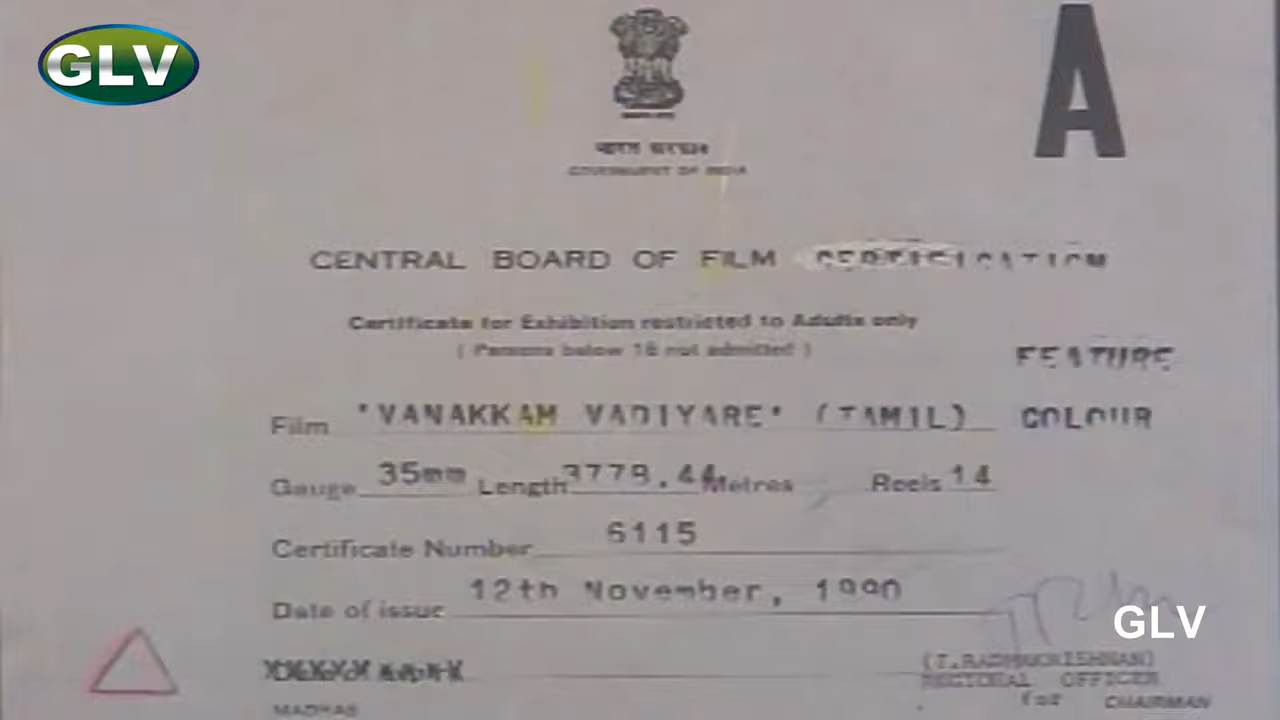 GLV
A
भारत सरकार
GOVERNMENT OF INDIA
CENTRAL BOARD OF FILM CERTIFICATION
Certificate for Exhibition restricted to Adults only
( Persons below 18 not admitted )
FEATURE
Film 'VANAKKAM VADIYARE' (TAMIL) COLOUR
Gauge 35mm Length 3778.44 Metres Reels 14
Certificate Number 6115
Date of issue 12th November, 1990
GLV
(T.RADHAKRISHNAN)
REGIONAL OFFICER
MADRAS
for CHAIRMAN